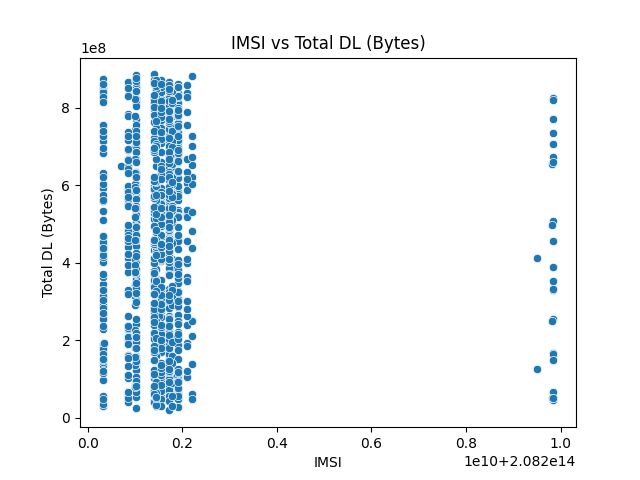 IMSI vs Total DL (Bytes)
1e8
8
6
4
2
0
Total DL (Bytes)
0.0 0.2 0.4 0.6 0.8 1.0
IMSI
1e10+2.082e14